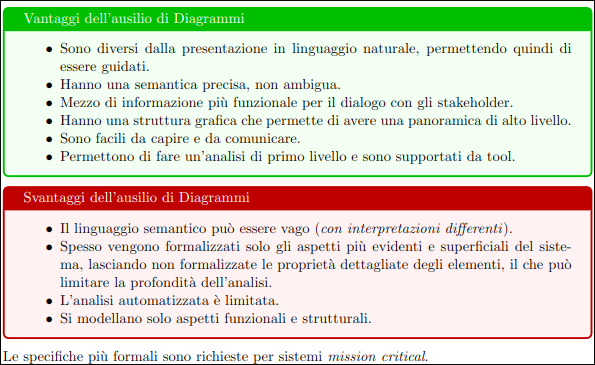 Vantaggi dell'ausilio di Diagrammi
• Sono diversi dalla presentazione in linguaggio naturale, permettendo quindi di
essere guidati.
• Hanno una semantica precisa, non ambigua.
• Mezzo di informazione più funzionale per il dialogo con gli stakeholder.
• Hanno una struttura grafica che permette di avere una panoramica di alto livello.
• Sono facili da capire e da comunicare.
• Permettono di fare un'analisi di primo livello e sono supportati da tool.
Svantaggi dell'ausilio di Diagrammi
• Il linguaggio semantico può essere vago (con interpretazioni differenti).
• Spesso vengono formalizzati solo gli aspetti più evidenti e superficiali del siste-
ma, lasciando non formalizzate le proprietà dettagliate degli elementi, il che può
limitare la profondità dell'analisi.
• L'analisi automatizzata è limitata.
• Si modellano solo aspetti funzionali e strutturali.
Le specifiche più formali sono richieste per sistemi mission critical.